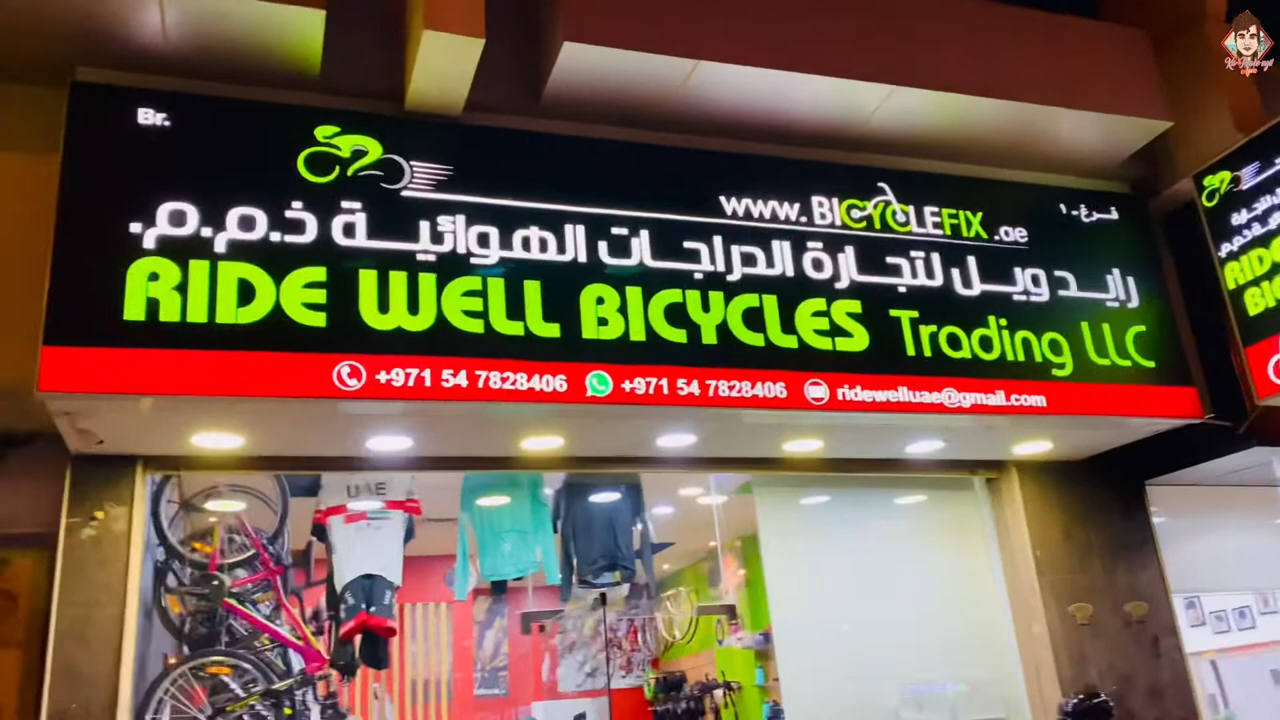 Br.
www.BICYCLEFIX.ae
فرع-١
رايد ويل لتجارة الدراجات الهوائية ذ.م.م.
RIDE WELL BICYCLES Trading LLC
+971 54 7828406 +971 54 7828406 ridewelluae@gmail.com
UAE